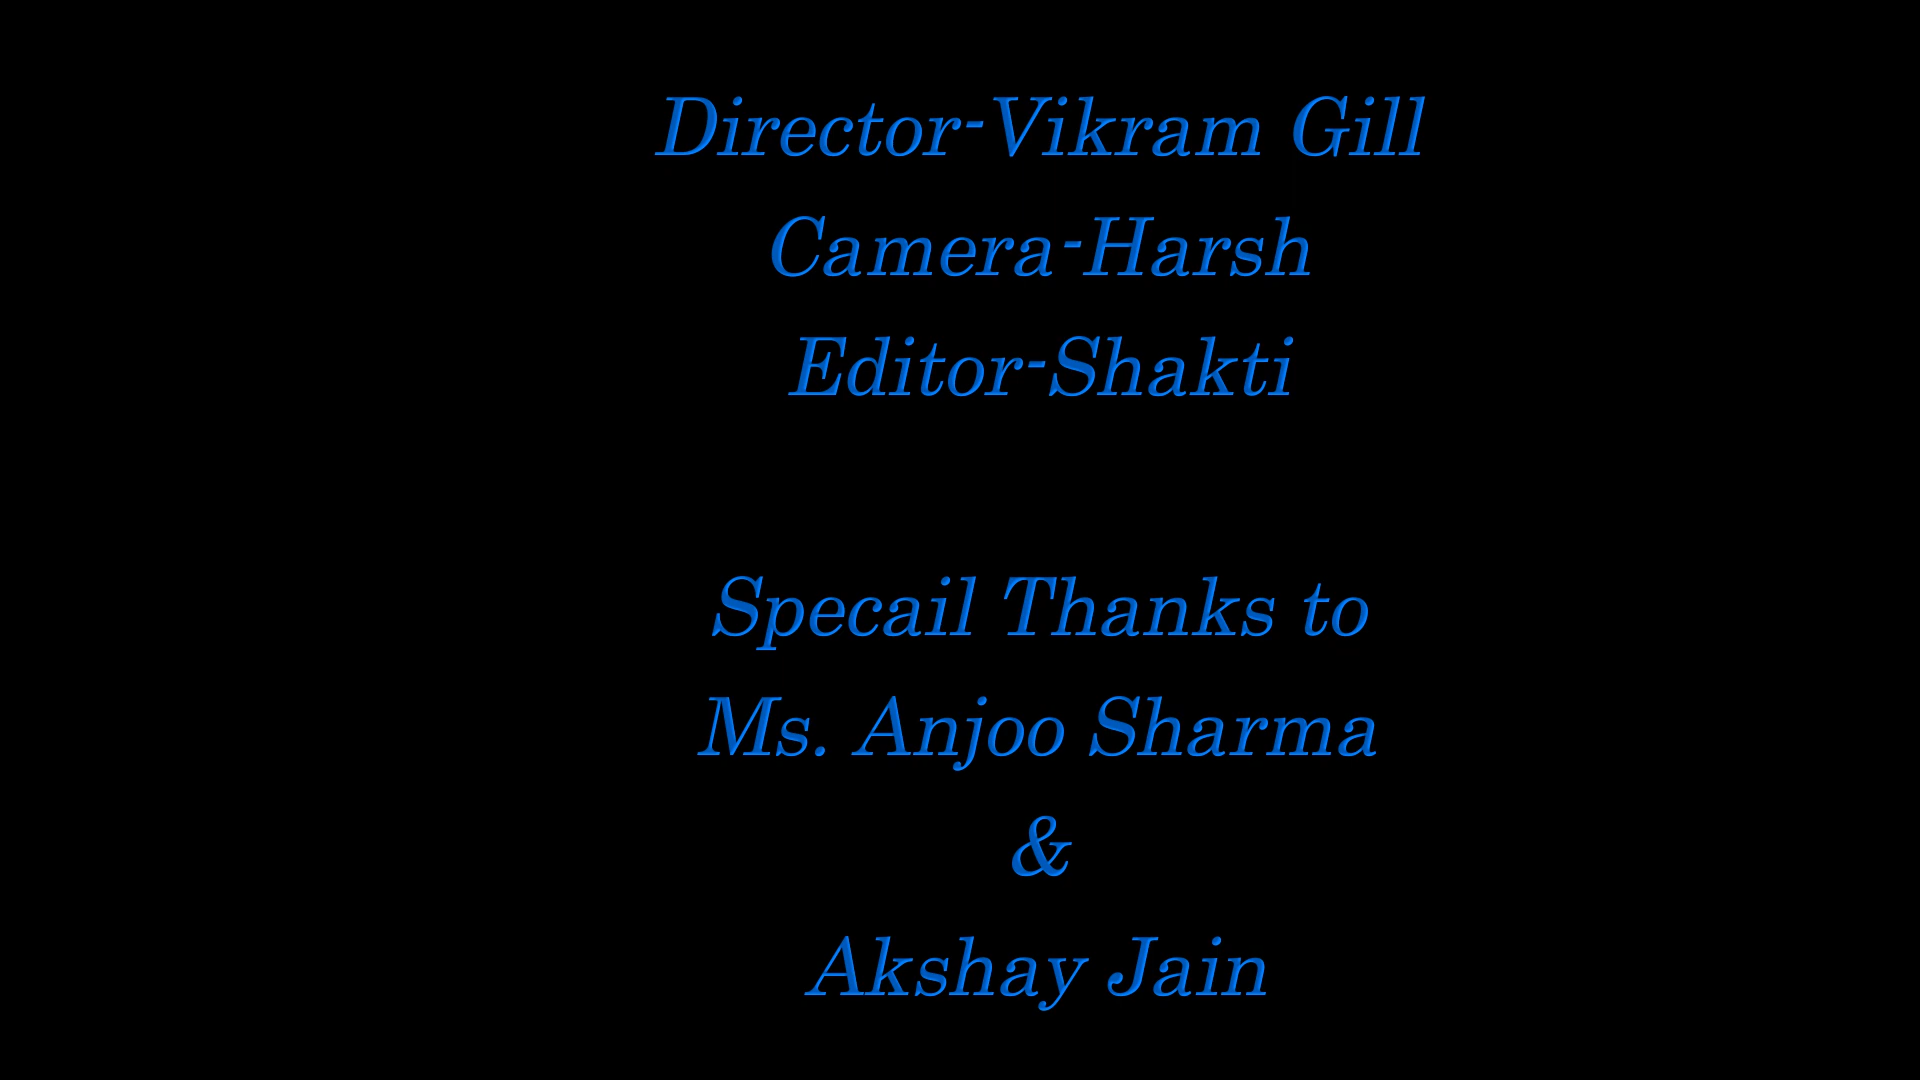 Director-Vikram Gill
Camera-Harsh
Editor-Shakti
Specail Thanks to
Ms. Anjoo Sharma
&
Akshay Jain